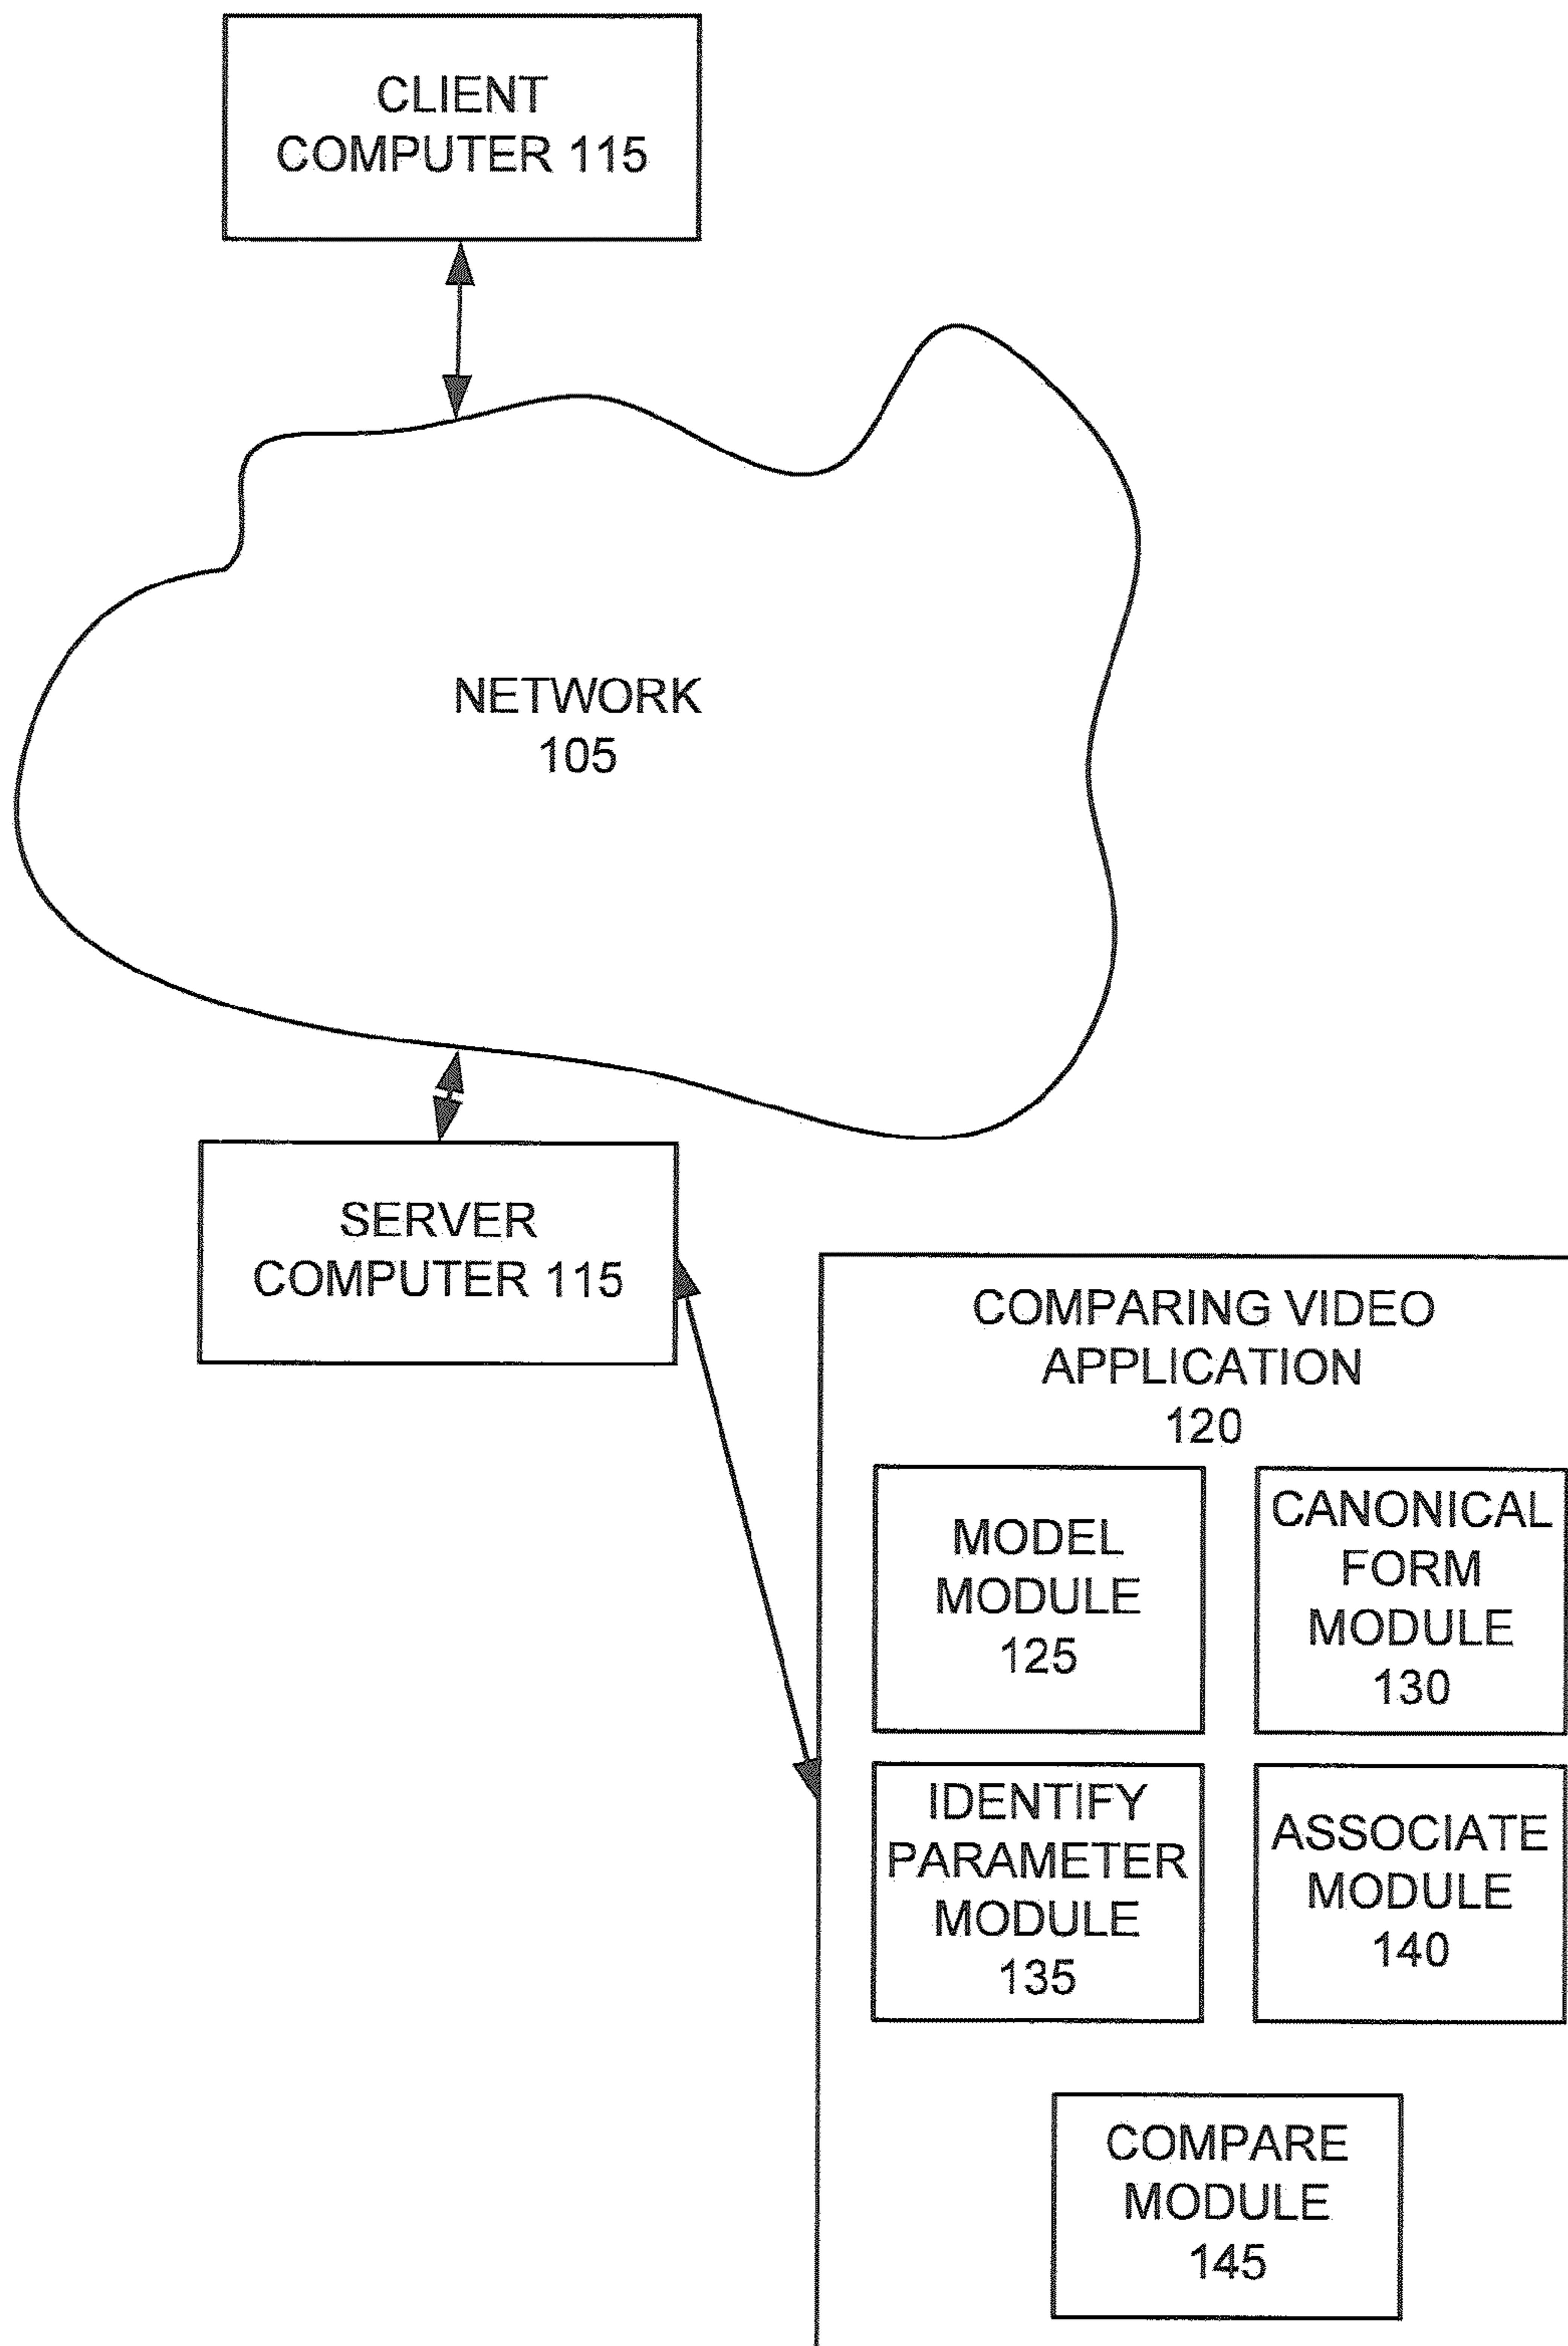 CLIENT
COMPUTER 115
NETWORK
105
SERVER
COMPUTER 115
COMPARING VIDEO
APPLICATION
120
MODEL
MODULE
125
CANONICAL
FORM
MODULE
130
IDENTIFY
PARAMETER
MODULE
135
ASSOCIATE
MODULE
140
COMPARE
MODULE
145